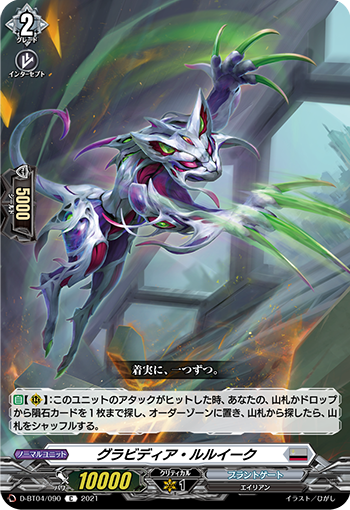 2
グレード
インターセプト
5000
シールド
着実に、一つずつ。
【自】【(R)】:このユニットのアタックがヒットした時、あなたの、山札かドロップ
から隕石カードを1枚まで探し、オーダーゾーンに置き、山札から探したら、山
札をシャッフルする。
ノーマルユニット
グラビディア・ルルイーク
パワー
10000
クリティカル
1
ブラントゲート
エイリアン
D-BT04/090 C 2021
イラスト/ひがし